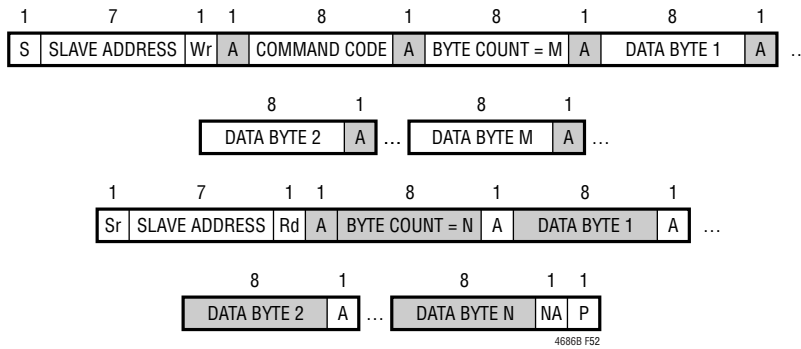 1 7 1 1 8 1 8 1 8 1
S SLAVE ADDRESS Wr A COMMAND CODE A BYTE COUNT = M A DATA BYTE 1 A ..
8 1 8 1
DATA BYTE 2 A ... DATA BYTE M A ...
1 7 1 1 8 1 8 1
Sr SLAVE ADDRESS Rd A BYTE COUNT = N A DATA BYTE 1 A ...
8 1 8 1 1
DATA BYTE 2 A ... DATA BYTE N NA P
4686B F52